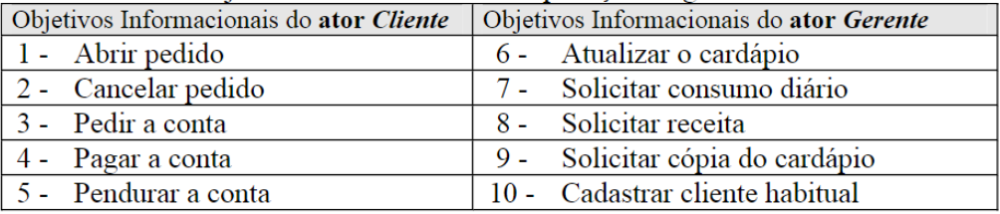 Objetivos Informacionais do ator Cliente Objetivos Informacionais do ator Gerente
1 - Abrir pedido 6 - Atualizar o cardápio
2 - Cancelar pedido 7 - Solicitar consumo diário
3 - Pedir a conta 8 - Solicitar receita
4 - Pagar a conta 9 - Solicitar cópia do cardápio
5 - Pendurar a conta 10 - Cadastrar cliente habitual